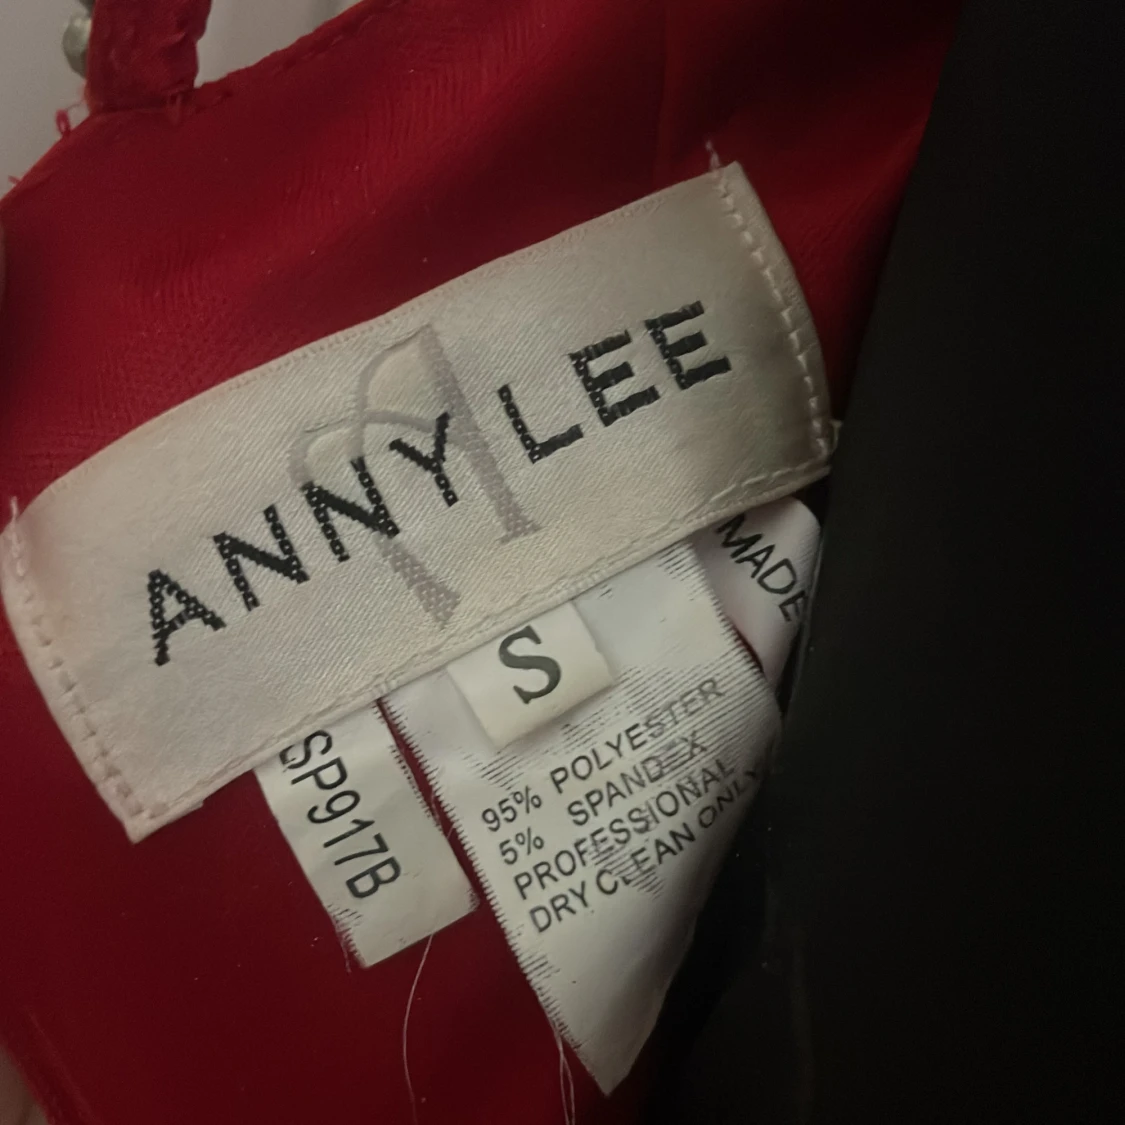 ANNY LEE
S
MADE
SP917B
95% POLYESTER
5% SPANDEX
PROFESSIONAL
DRY CLEAN ONLY